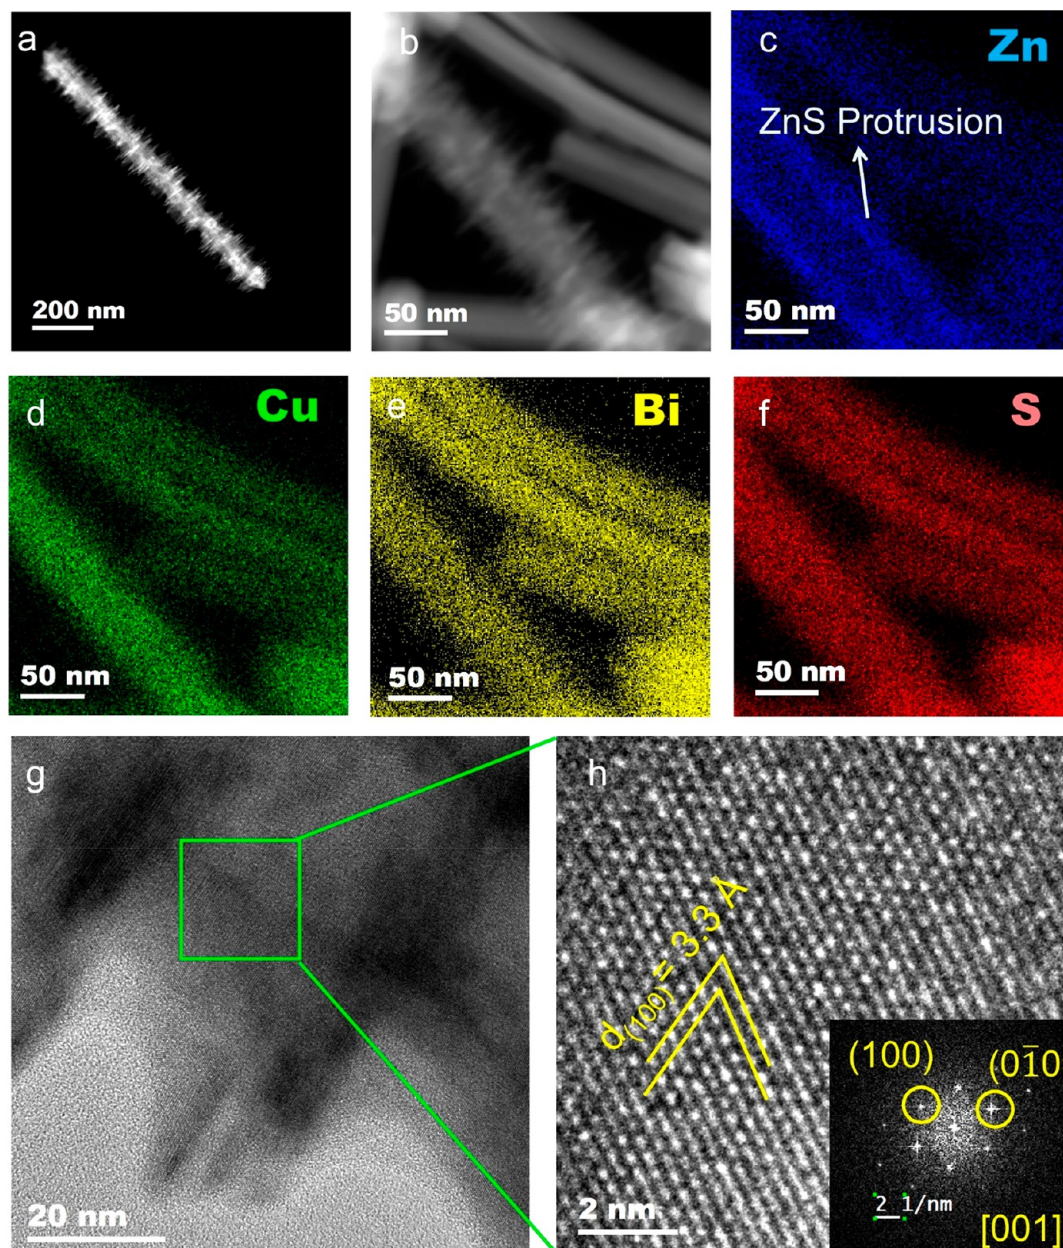 a
200 nm
b
50 nm
c
Zn
ZnS Protrusion
50 nm
d
Cu
50 nm
e
Bi
50 nm
f
S
50 nm
g
20 nm
h
d(100)= 3.3 Å
2 nm
(100)
(01̅0)
2 1/nm
[001]